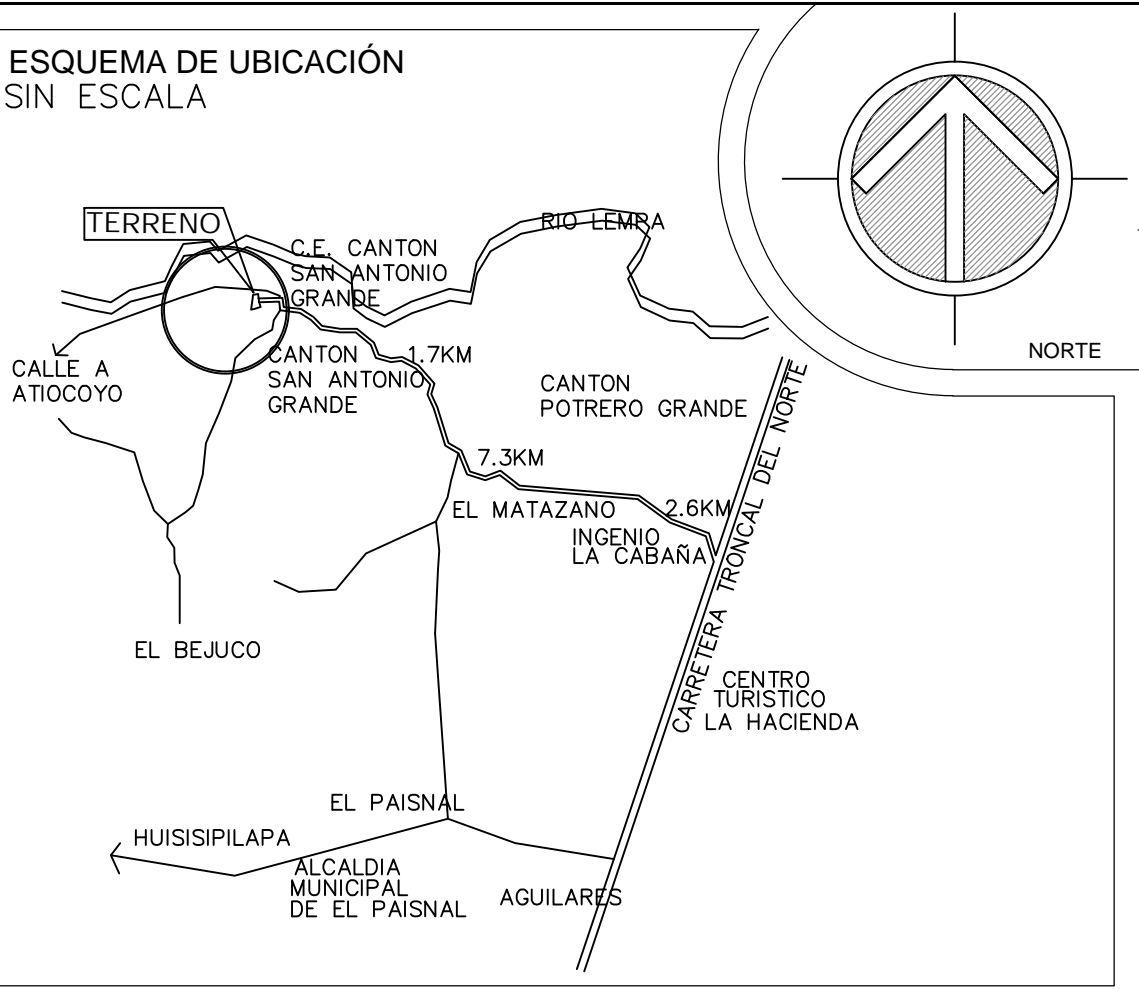 ESQUEMA DE UBICACIÓN
SIN ESCALA
NORTE
TERRENO
RIO LEMPA
C.E. CANTON
SAN ANTONIO
GRANDE
CALLE A
ATIOCOYO
CANTON
SAN ANTONIO
GRANDE
1.7KM
CANTON
POTRERO GRANDE
7.3KM
EL MATAZANO
2.6KM
INGENIO
LA CABAÑA
CARRETERA TRONCAL DEL NORTE
EL BEJUCO
CENTRO
TURISTICO
LA HACIENDA
EL PAISNAL
HUISISIPILAPA
ALCALDIA
MUNICIPAL
DE EL PAISNAL
AGUILARES